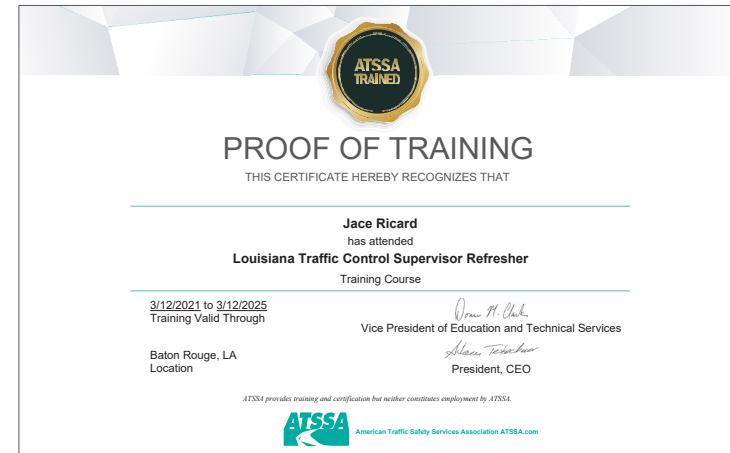 ATSSA
TRAINED
PROOF OF TRAINING
THIS CERTIFICATE HEREBY RECOGNIZES THAT
Jace Ricard
has attended
Louisiana Traffic Control Supervisor Refresher
Training Course
3/12/2021 to 3/12/2025
Training Valid Through
Donna M. Clark
Vice President of Education and Technical Services
Baton Rouge, LA
Location
President, CEO
ATSSA provides training and certification but neither constitutes employment by ATSSA.
ATSSA
American Traffic Safety Services Association ATSSA.com